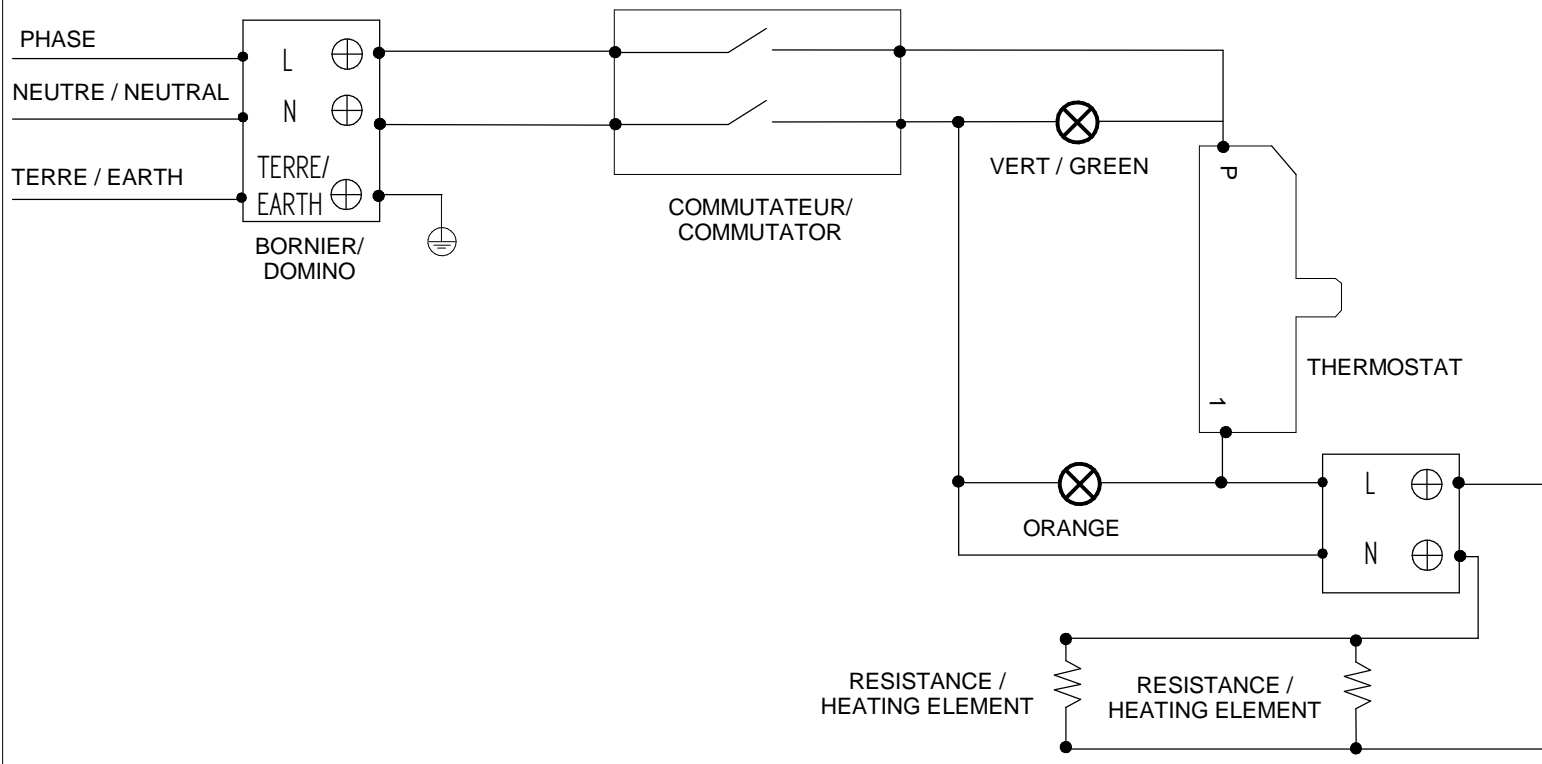 PHASE
NEUTRE / NEUTRAL
TERRE / EARTH
L
N
TERRE/
EARTH
BORNIER/
DOMINO
COMMUTATEUR/
COMMUTATOR
VERT / GREEN
P
1
THERMOSTAT
ORANGE
L
N
RESISTANCE /
HEATING ELEMENT
RESISTANCE /
HEATING ELEMENT